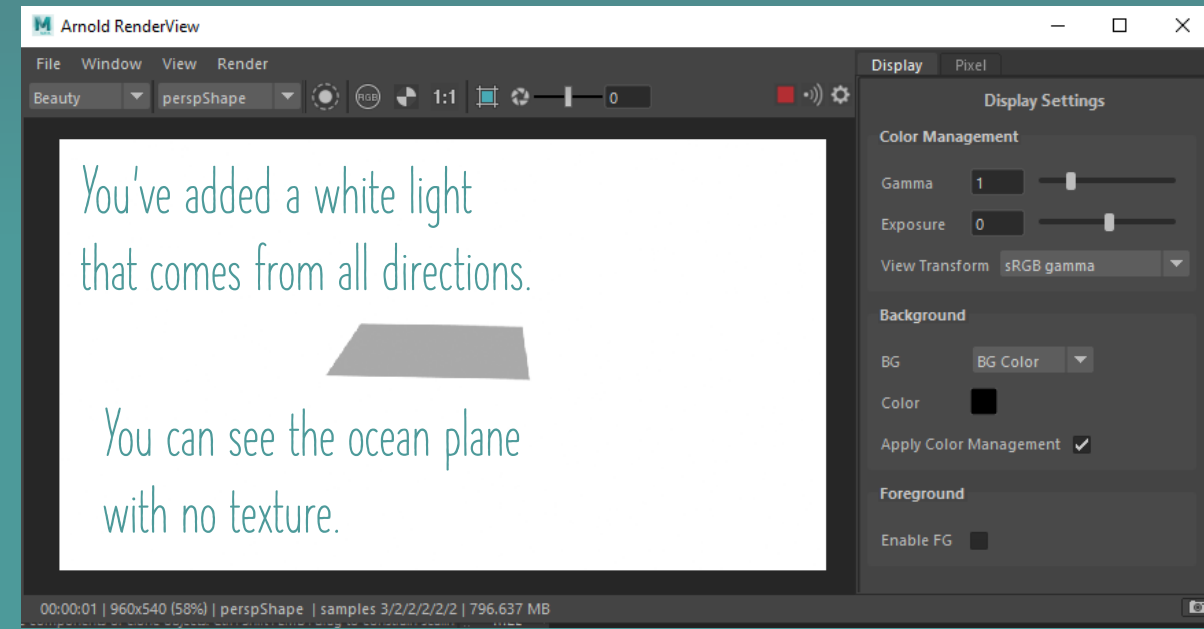 Arnold RenderView
File Window View Render
Beauty perspShape RGB 1:1 0
You've added a white light
that comes from all directions.
You can see the ocean plane
with no texture.
00:00:01 | 960x540 (58%) | perspShape | samples 3/2/2/2/2/2 | 796.637 MB
Display Pixel
Display Settings
Color Management
Gamma 1
Exposure 0
View Transform sRGB gamma
Background
BG BG Color
Color
Apply Color Management
Foreground
Enable FG